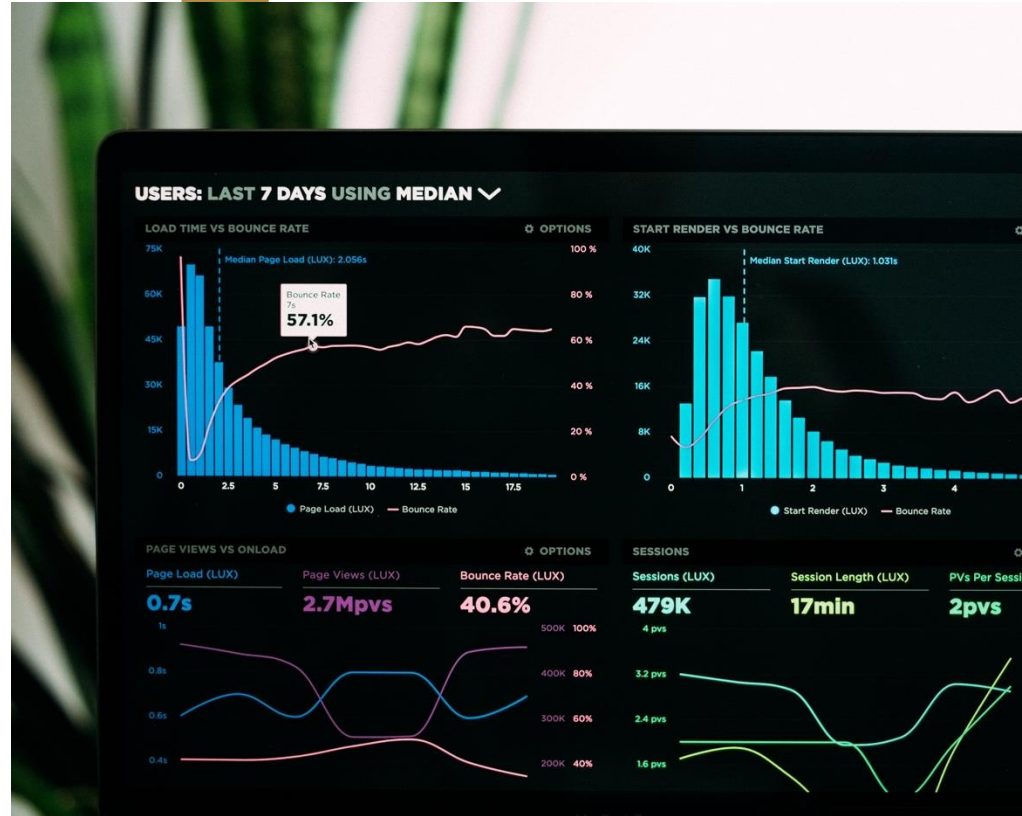 USERS: LAST 7 DAYS USING MEDIAN
LOAD TIME VS BOUNCE RATE
OPTIONS
75K
60K
45K
30K
15K
0
Median Page Load (LUX): 2.056s
Bounce Rate
7s
57.1%
100 %
80 %
60 %
40 %
20 %
0 %
0 2.5 5 7.5 10 12.5 15 17.5
Page Load (LUX) Bounce Rate
START RENDER VS BOUNCE RATE
40K
32K
24K
16K
8K
0
Median Start Render (LUX): 1.031s
0 1 2 3 4
Start Render (LUX) Bounce Rate
PAGE VIEWS VS ONLOAD
OPTIONS
Page Load (LUX) Page Views (LUX) Bounce Rate (LUX)
0.7s 2.7Mpvs 40.6%
1s 500K 100%
0.8s 400K 80%
0.6s 300K 60%
0.4s 200K 40%
SESSIONS
Sessions (LUX) Session Length (LUX) PVs Per Sessi
479K 17min 2pvs
4 pvs
3.2 pvs
2.4 pvs
1.6 pvs